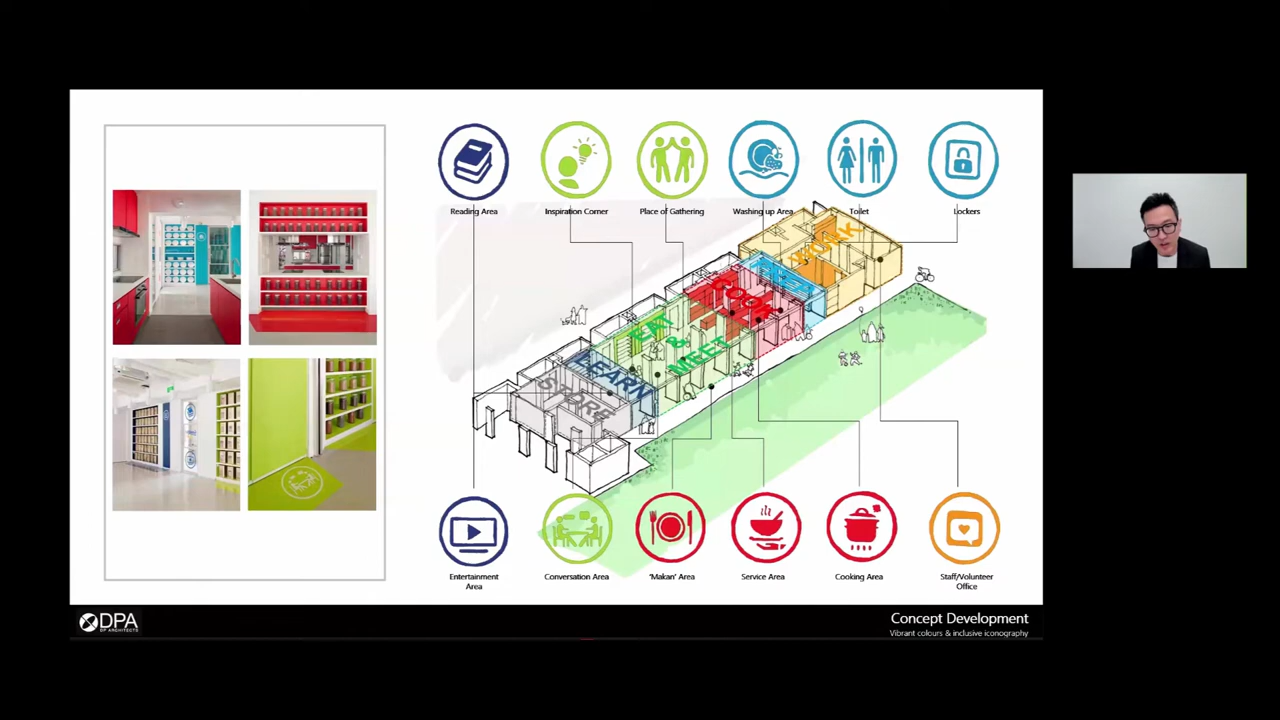 Reading Area
Inspiration Corner
Place of Gathering
Washing up Area
Toilet
Lockers
WORK
COOK
EAT
&
MEET
LEARN
STORE
Entertainment
Area
Conversation Area
‘Makan’ Area
Service Area
Cooking Area
Staff/Volunteer
Office
DPA
DP ARCHITECTS
Concept Development
Vibrant colours & inclusive iconography